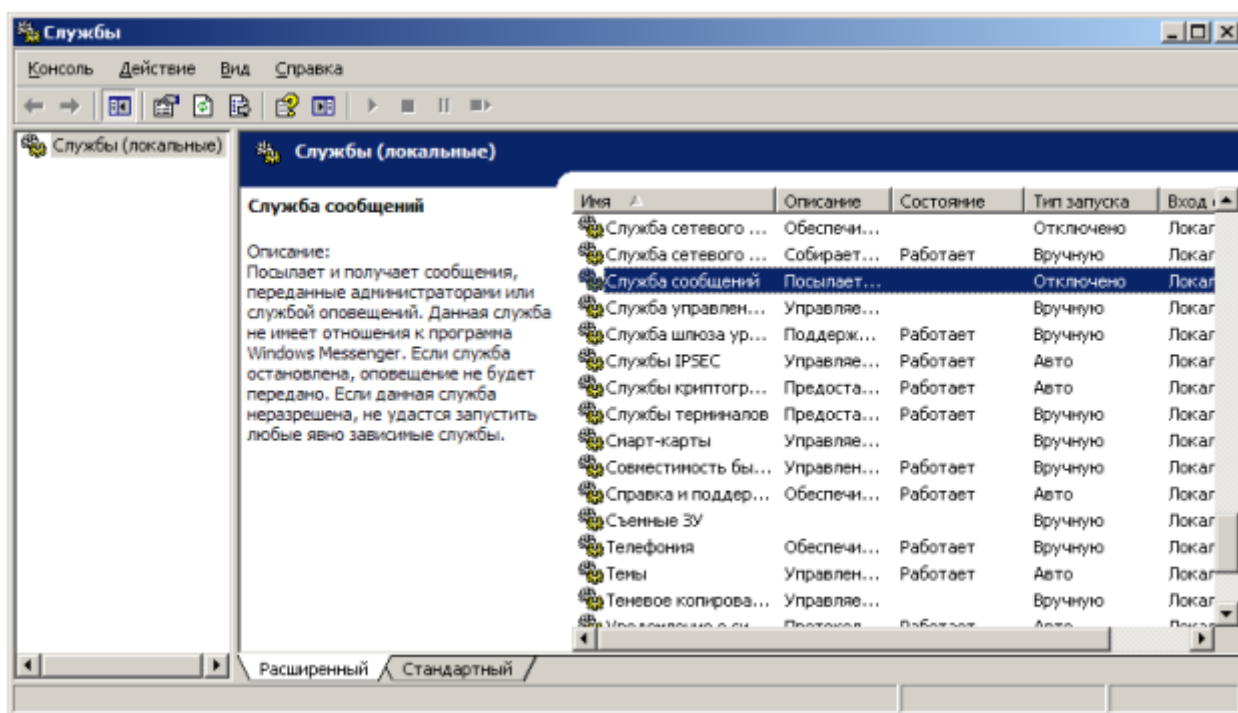 Службы
Консоль Действие Вид Справка
Службы (локальные)
Службы (локальные)
Служба сообщений
Описание:
Посылает и получает сообщения,
переданные администраторами или
службой оповещений. Данная служба
не имеет отношения к программа
Windows Messenger. Если служба
остановлена, оповещение не будет
передано. Если данная служба
неразрешена, не удастся запустить
любые явно зависимые службы.
Имя Описание Состояние Тип запуска Вход
Служба сетевого ... Обеспечи... Отключено Локал
Служба сетевого ... Собирает... Работает Вручную Локал
Служба сообщений Посылает... Отключено Локал
Служба управлен... Управляе... Вручную Локал
Служба шлюза ур... Поддерж... Работает Вручную Локал
Службы IPSEC Управляе... Работает Авто Локал
Службы криптогр... Предоста... Работает Авто Локал
Службы терминалов Предоста... Работает Вручную Локал
Смарт-карты Управляе... Вручную Локал
Совместимость бы... Управлен... Работает Вручную Локал
Справка и поддер... Обеспечи... Работает Авто Локал
Съемные ЗУ Вручную Локал
Телефония Обеспечи... Работает Вручную Локал
Темы Управлен... Работает Авто Локал
Теневое копирова... Управляе... Вручную Локал
Уведомление о си... Протокол... Работает Авто Локал
Расширенный Стандартный